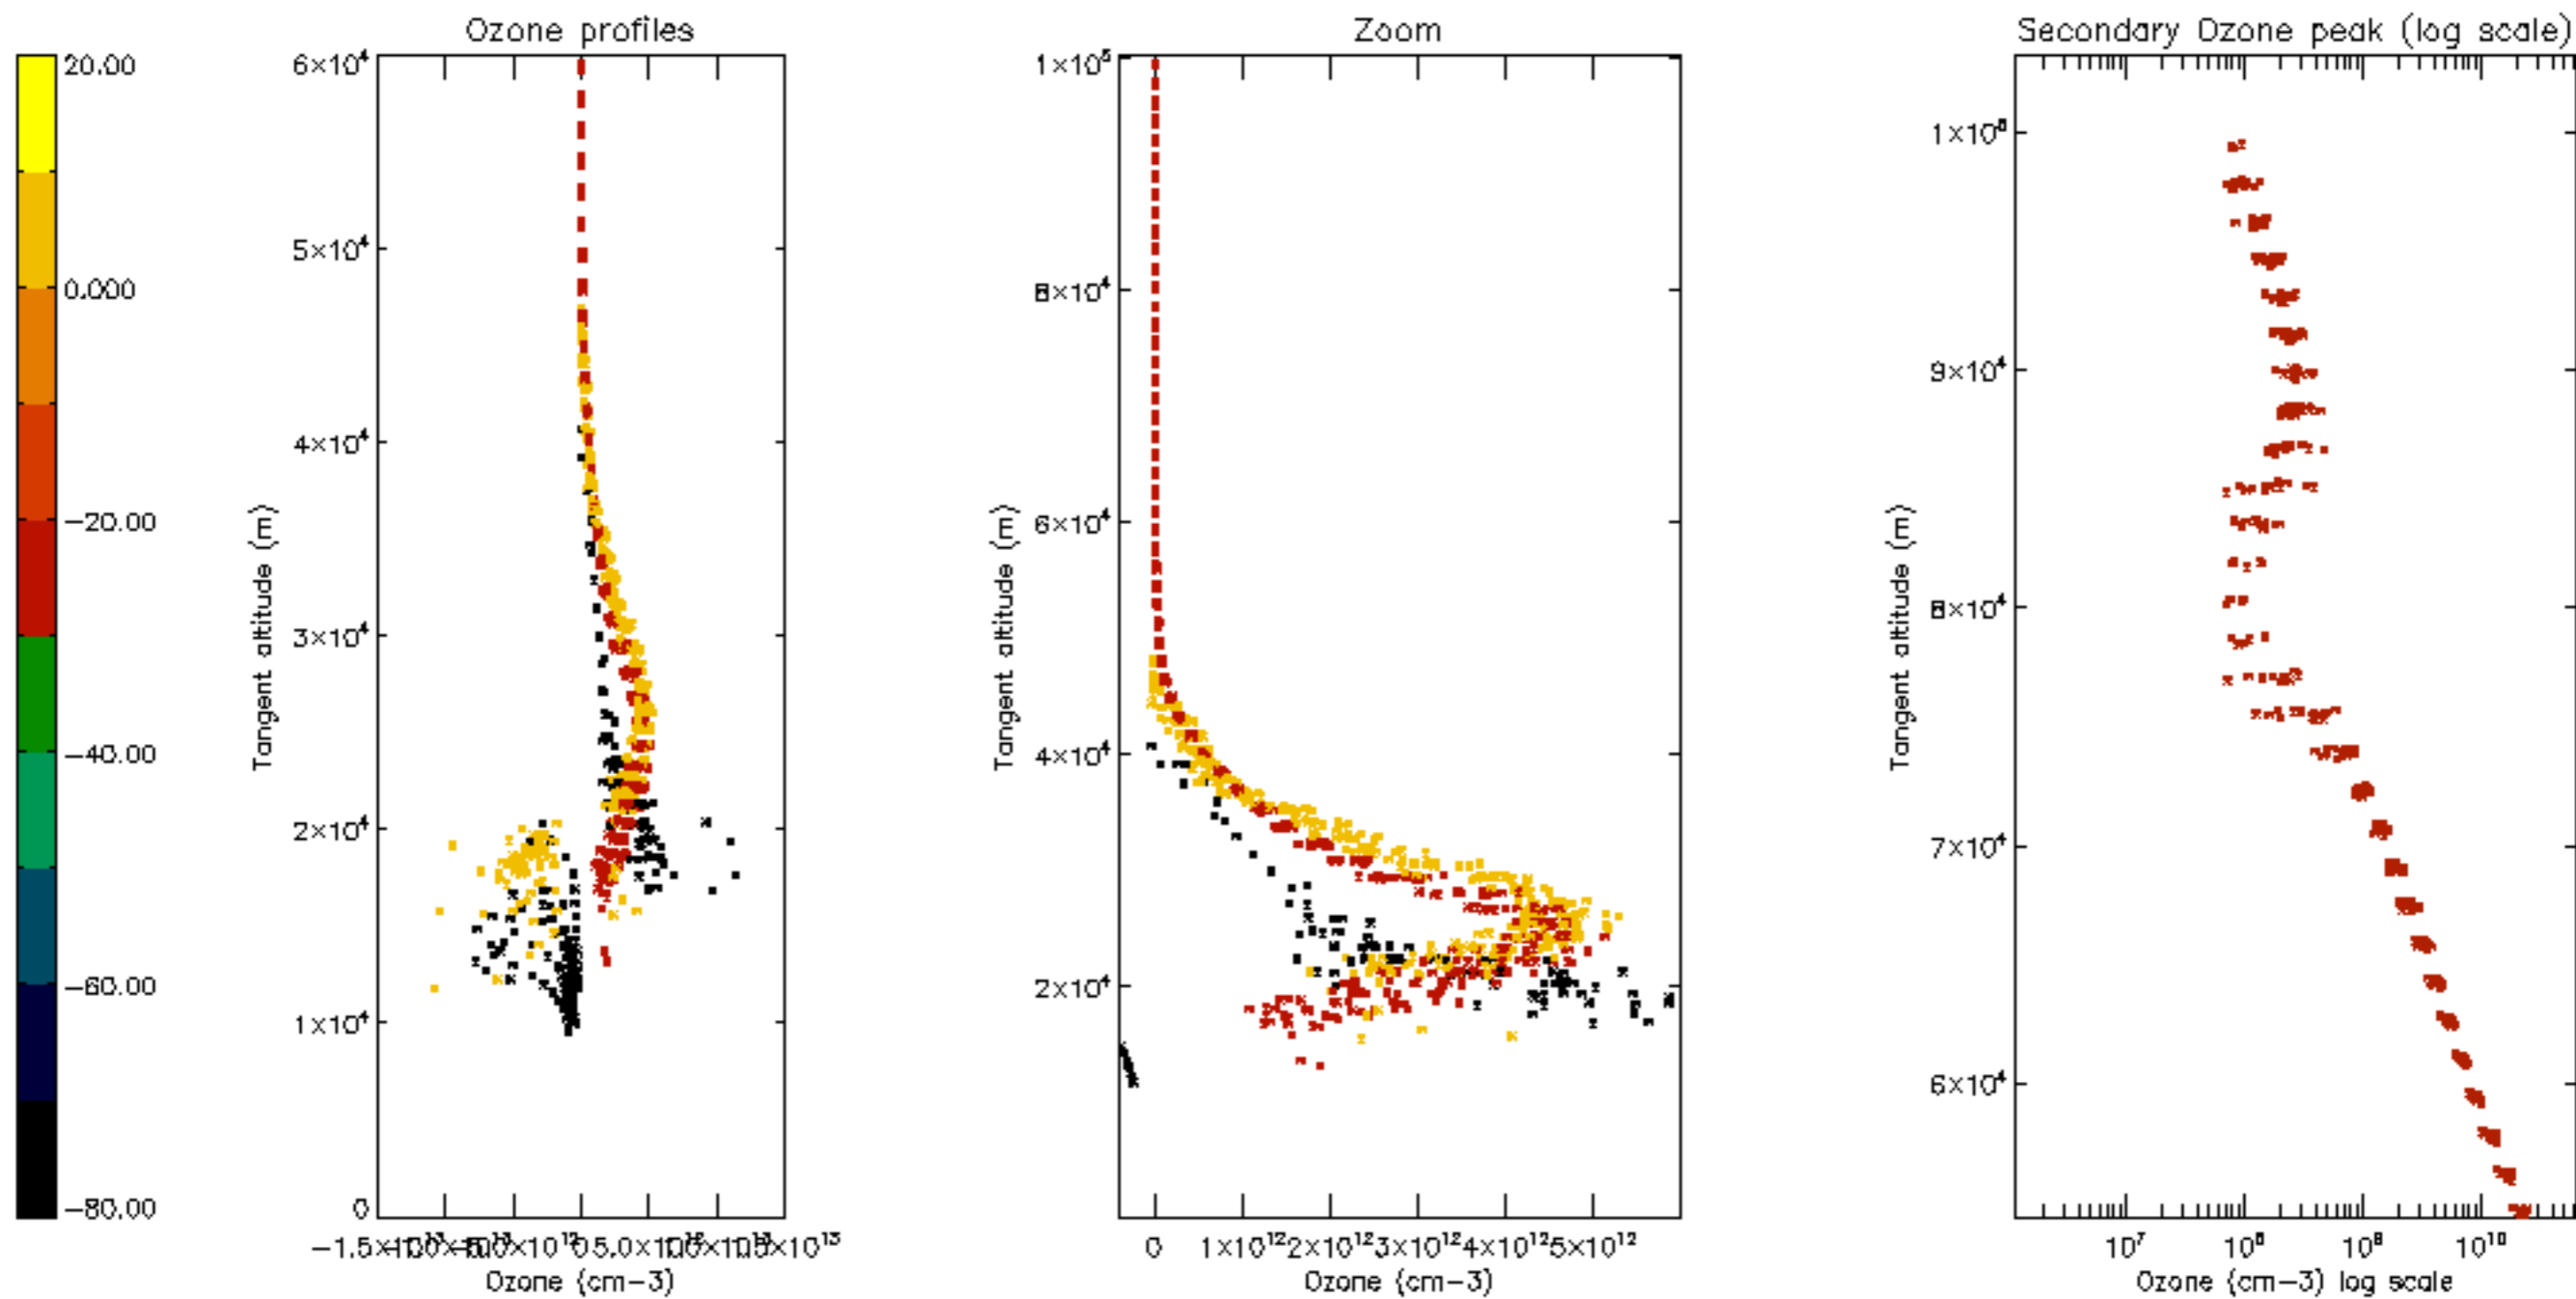 Ozone profiles
Zoom
Secondary Ozone peak (log scale)
20.00
0.000
−20.00
−40.00
−60.00
−80.00
6×10⁴
5×10⁴
4×10⁴
3×10⁴
2×10⁴
1×10⁴
0
Tangent altitude (m)
0 5.0×10¹²
Ozone (cm−3)
1×10⁵
8×10⁴
6×10⁴
4×10⁴
2×10⁴
Tangent altitude (m)
0 1×10¹² 2×10¹² 3×10¹² 4×10¹² 5×10¹²
Ozone (cm−3)
1×10⁵
9×10⁴
8×10⁴
7×10⁴
6×10⁴
Tangent altitude (m)
10⁷ 10⁸ 10⁹ 10¹⁰
Ozone (cm−3) log scale